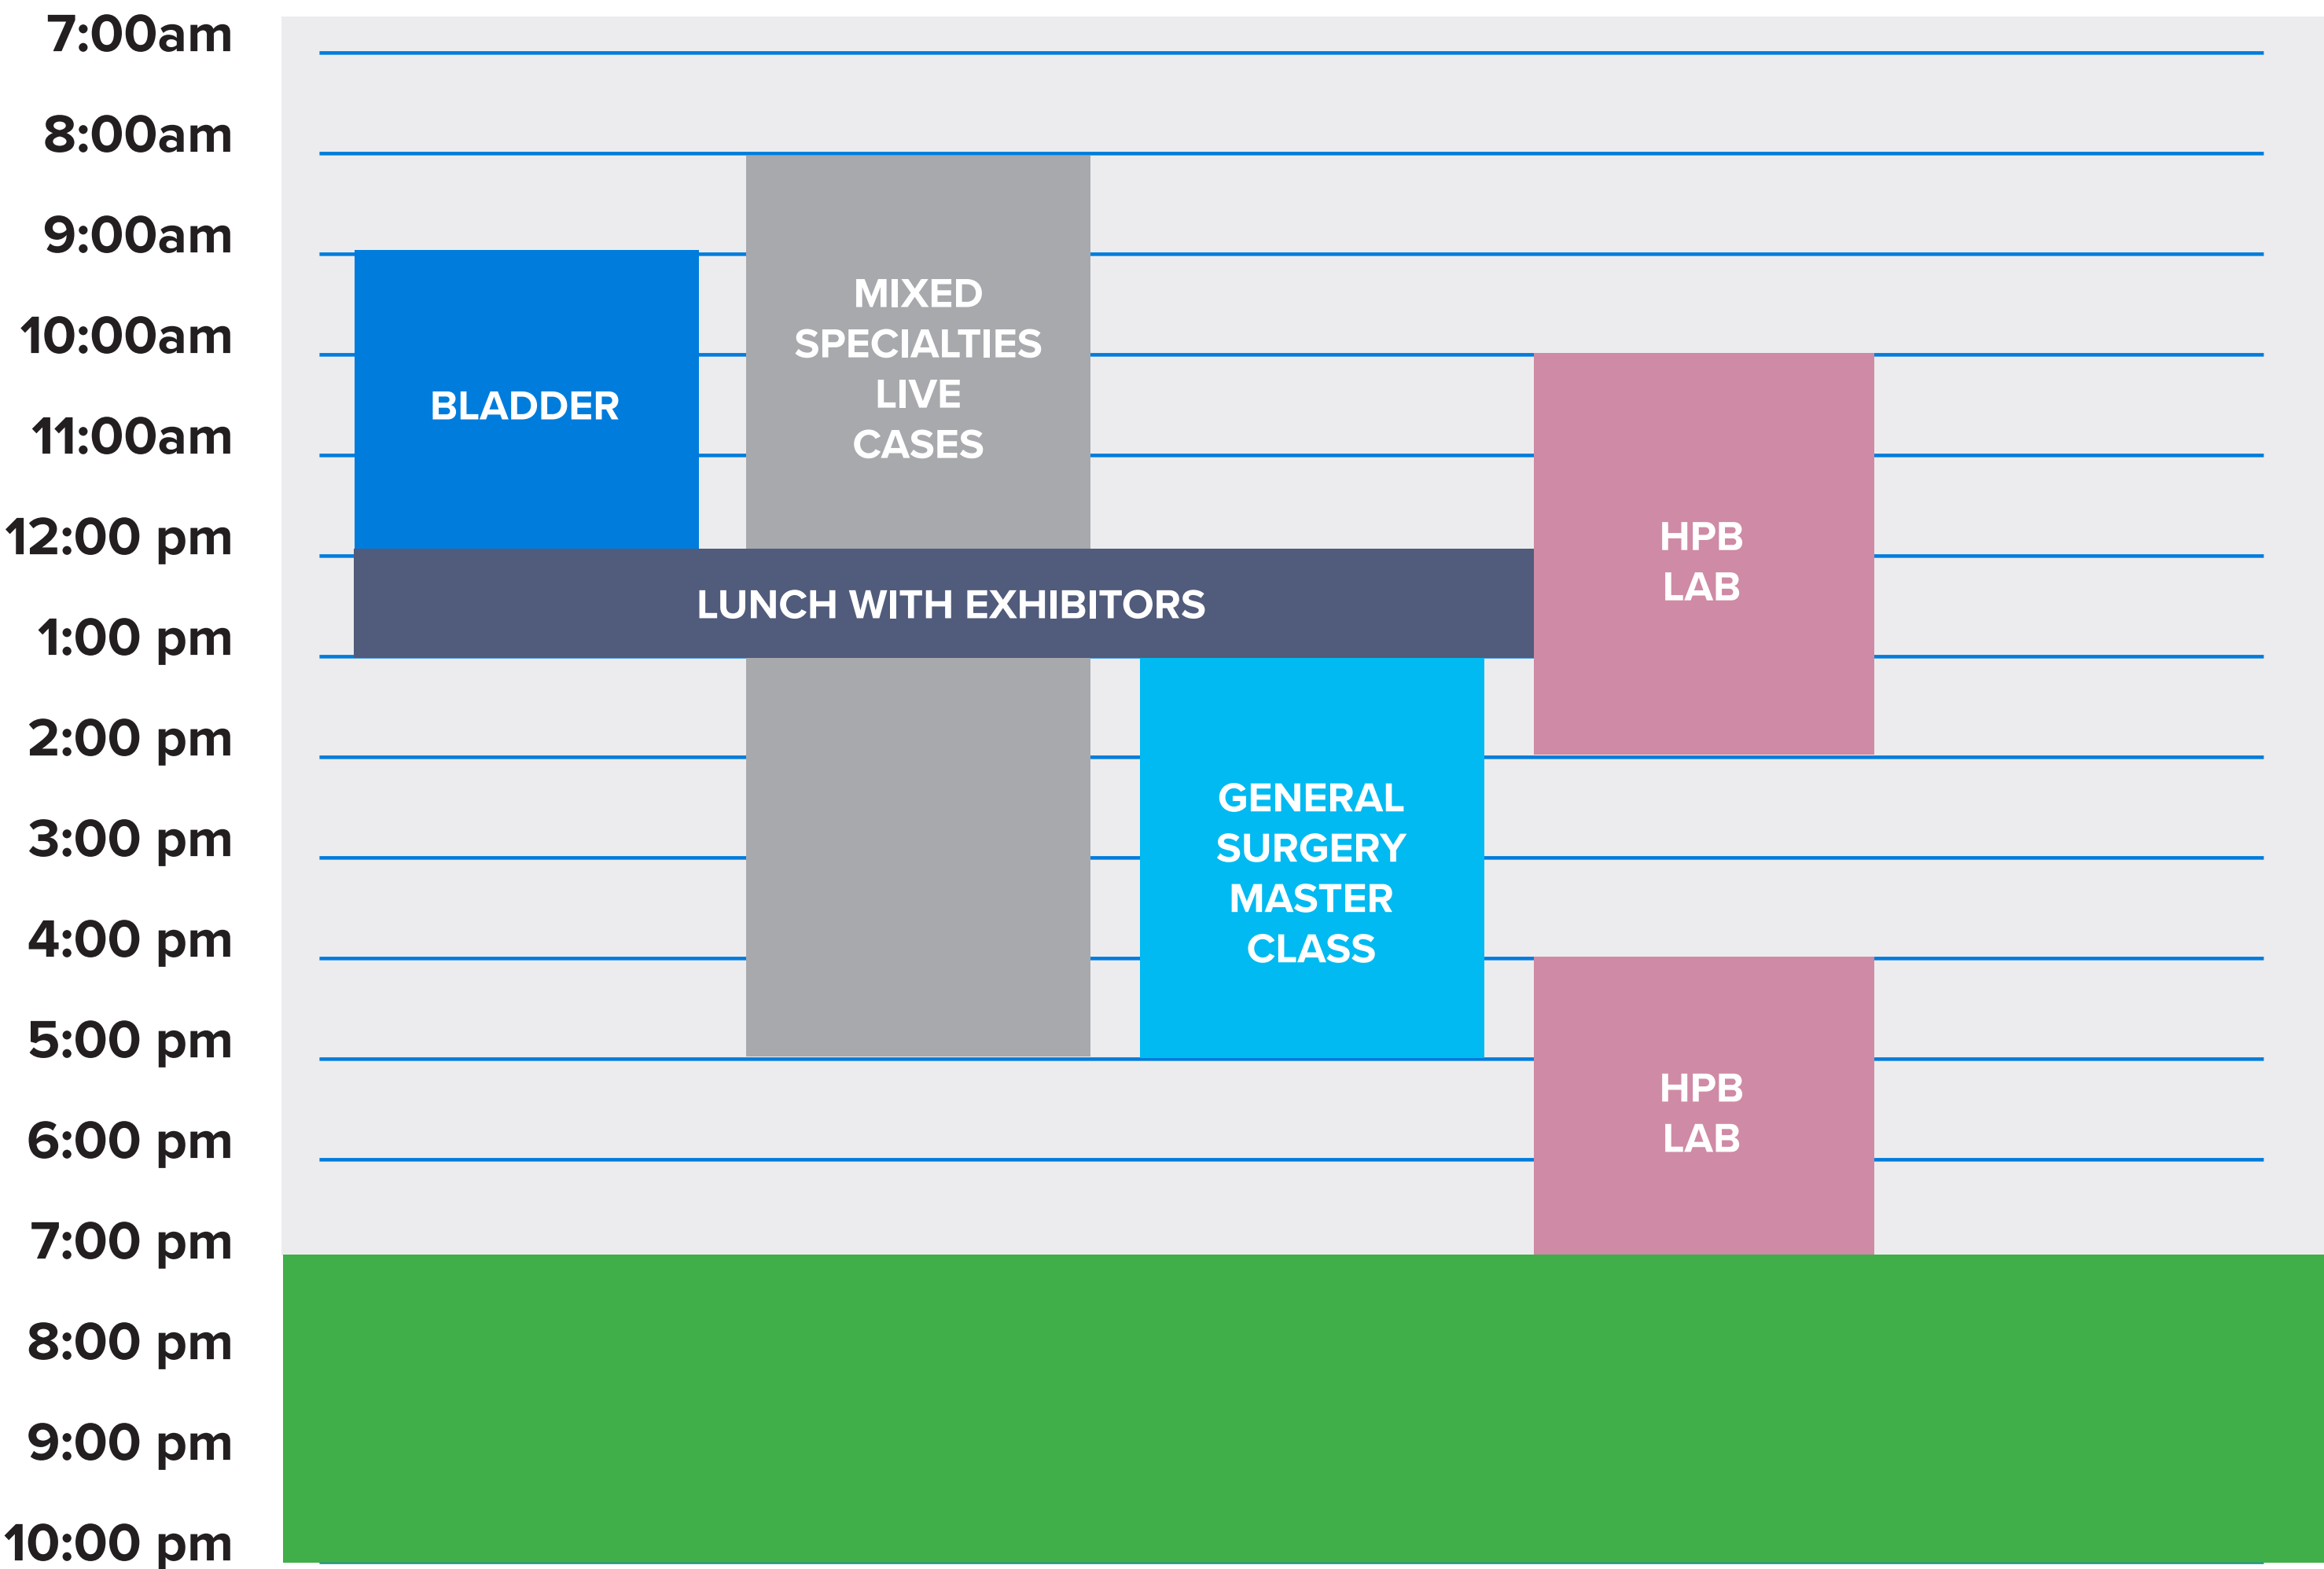 7:00am
8:00am
9:00am
10:00am
11:00am
12:00 pm
1:00 pm
2:00 pm
3:00 pm
4:00 pm
5:00 pm
6:00 pm
7:00 pm
8:00 pm
9:00 pm
10:00 pm
BLADDER
MIXED
SPECIALTIES
LIVE
CASES
LUNCH WITH EXHIBITORS
GENERAL
SURGERY
MASTER
CLASS
HPB
LAB
HPB
LAB